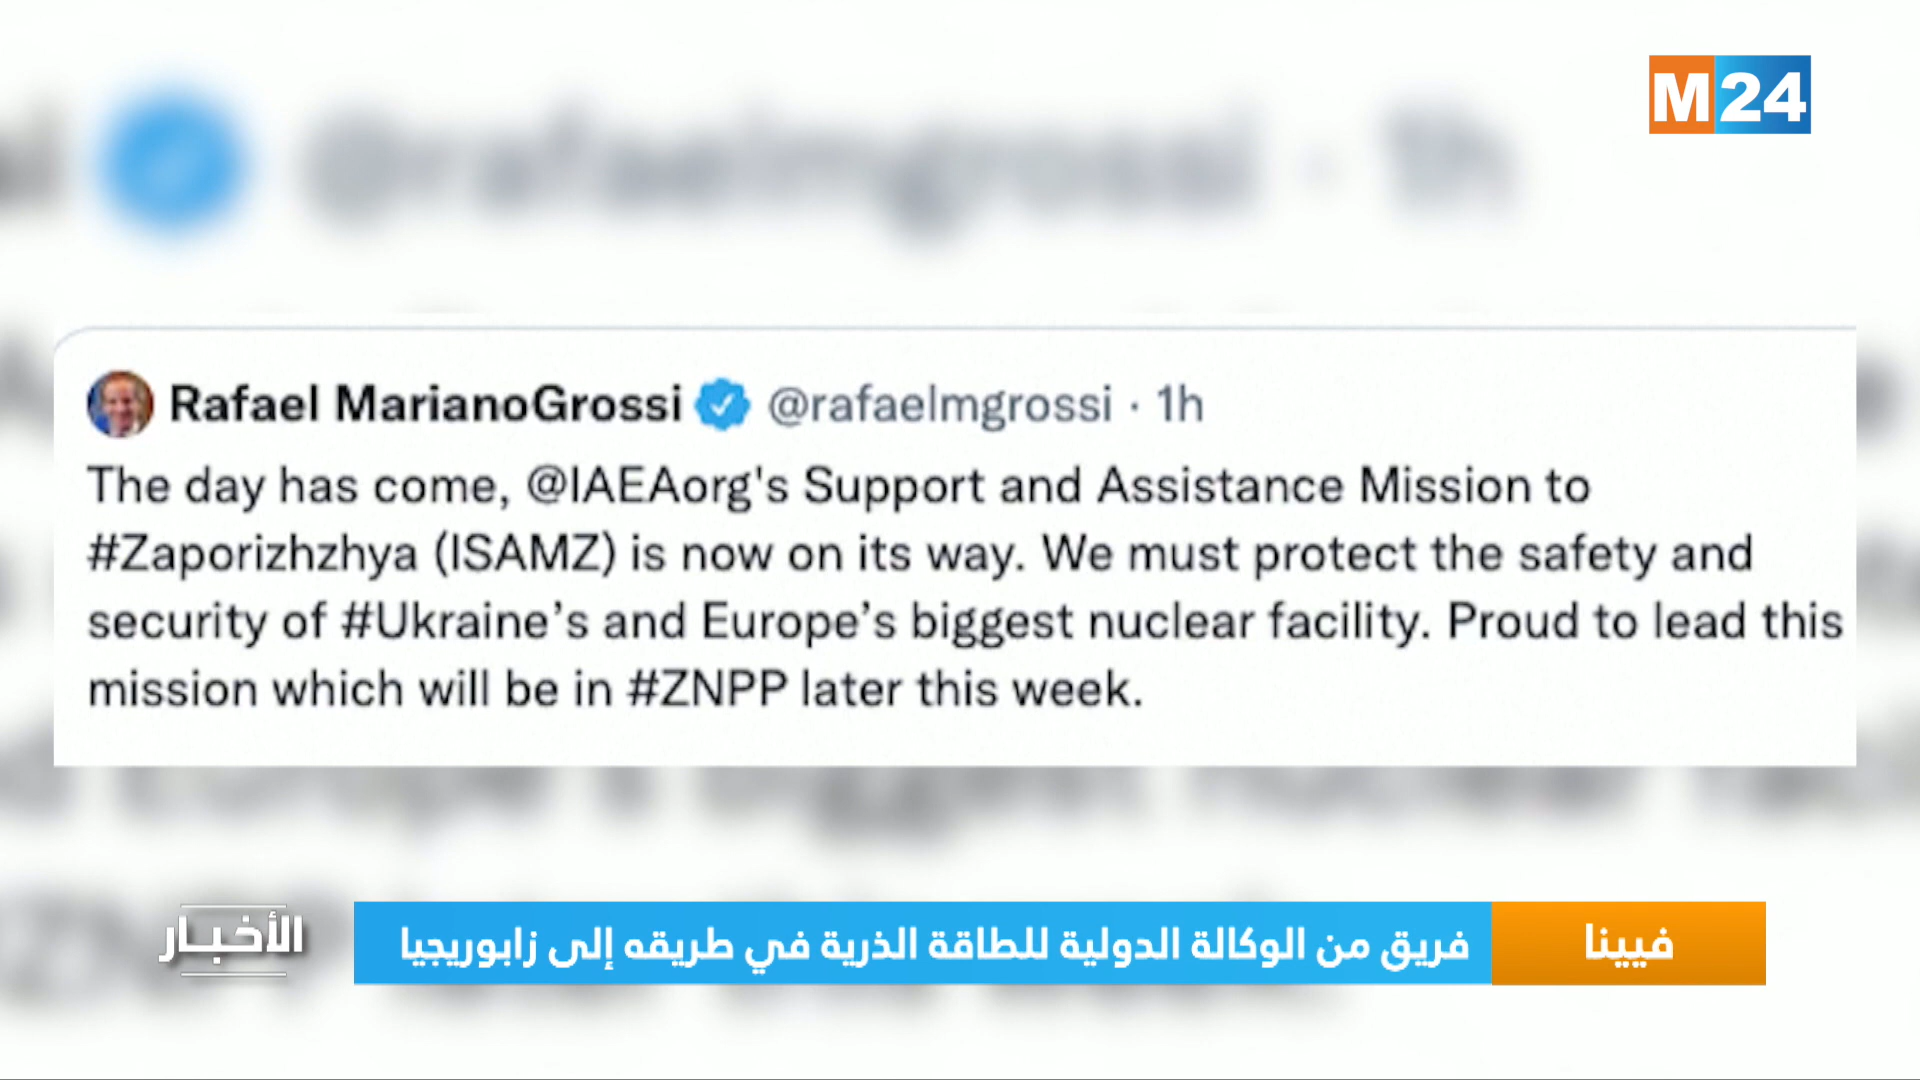 M24
@rafaelmgrossi · 1h
Rafael MarianoGrossi @rafaelmgrossi · 1h
The day has come, @IAEAorg's Support and Assistance Mission to
#Zaporizhzhya (ISAMZ) is now on its way. We must protect the safety and
security of #Ukraine’s and Europe’s biggest nuclear facility. Proud to lead this
mission which will be in #ZNPP later this week.
فيينا
فريق من الوكالة الدولية للطاقة الذرية في طريقه إلى زابوريجيا
الأخبار